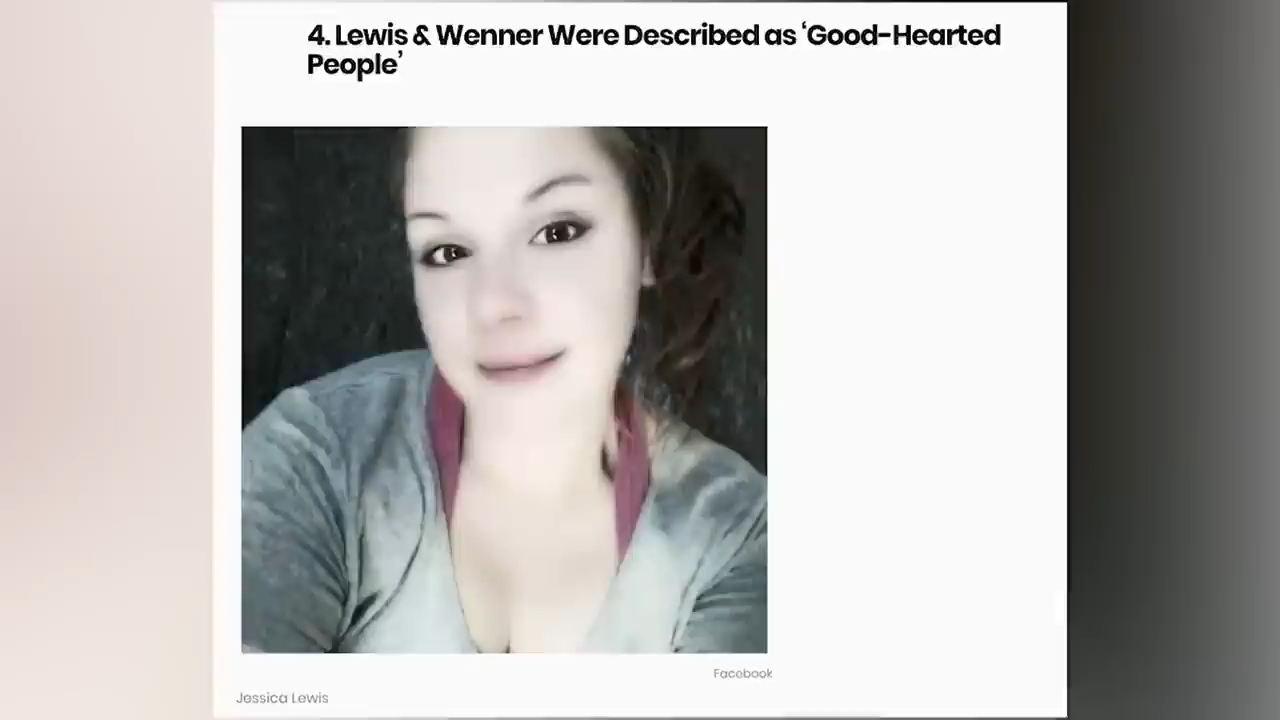 4. Lewis & Wenner Were Described as ‘Good-Hearted
People’
Facebook
Jessica Lewis